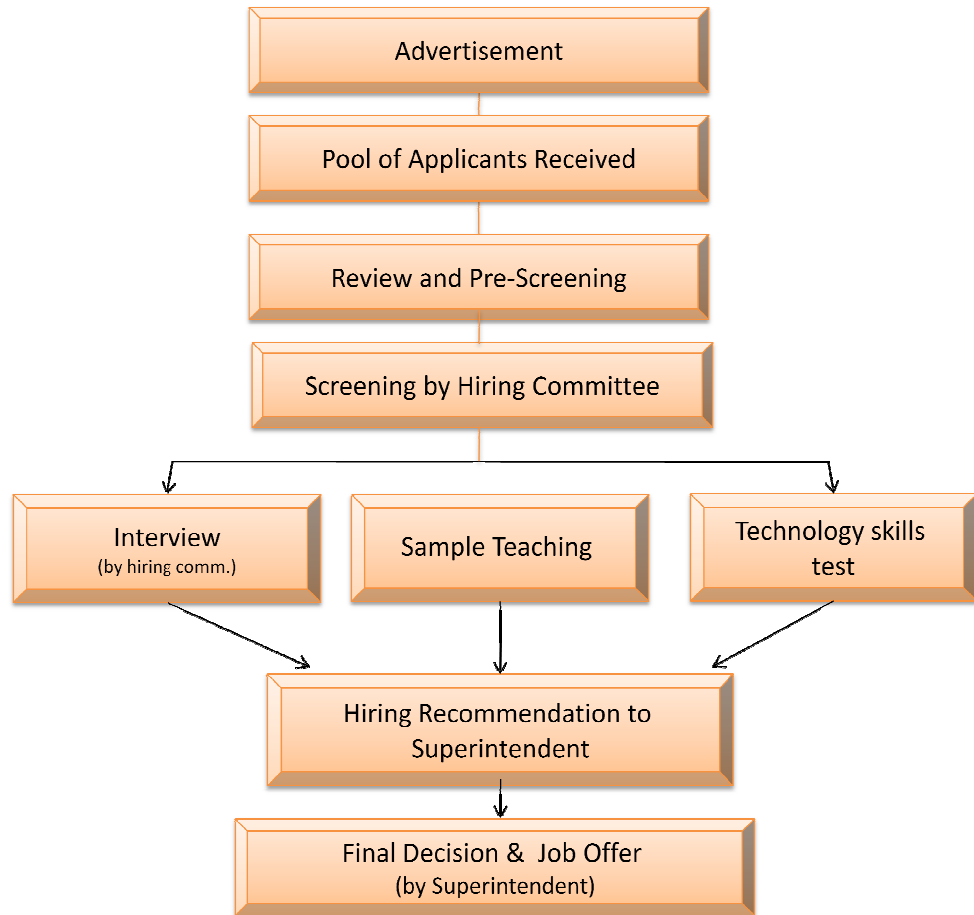 Advertisement
Pool of Applicants Received
Review and Pre-Screening
Screening by Hiring Committee
Interview
(by hiring comm.)
Sample Teaching
Technology skills
test
Hiring Recommendation to
Superintendent
Final Decision & Job Offer
(by Superintendent)